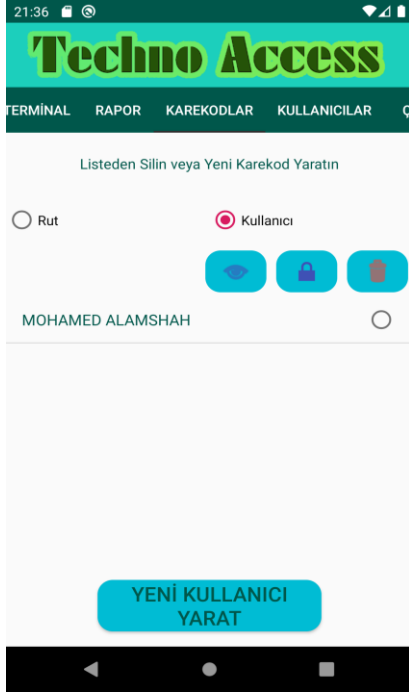 21:36
Techno Access
TERMİNAL RAPOR KAREKODLAR KULLANICILAR Ç
Listeden Silin veya Yeni Karekod Yaratın
Rut Kullanıcı
MOHAMED ALAMSHAH
YENİ KULLANICI
YARAT